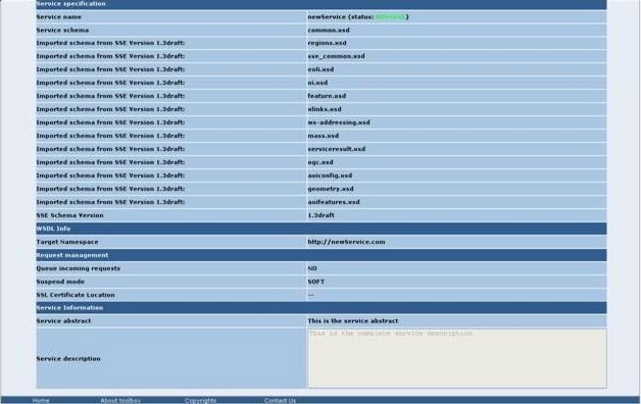 Service specification
Service name newService (status: )
Service schema common.xsd
Imported schema from SSE Version 1.3draft: regions.xsd
Imported schema from SSE Version 1.3draft: sse_common.xsd
Imported schema from SSE Version 1.3draft: eoli.xsd
Imported schema from SSE Version 1.3draft: oi.xsd
Imported schema from SSE Version 1.3draft: feature.xsd
Imported schema from SSE Version 1.3draft: xlinks.xsd
Imported schema from SSE Version 1.3draft: ws-addressing.xsd
Imported schema from SSE Version 1.3draft: mass.xsd
Imported schema from SSE Version 1.3draft: serviceresult.xsd
Imported schema from SSE Version 1.3draft: ogc.xsd
Imported schema from SSE Version 1.3draft: aoiconfig.xsd
Imported schema from SSE Version 1.3draft: geometry.xsd
Imported schema from SSE Version 1.3draft: aoifeatures.xsd
SSE Schema Version 1.3draft
WSDL Info
Target Namespace http://newService.com
Request management
Queue incoming requests NO
Suspend mode SOFT
SSL Certificate Location --
Service Information
Service abstract This is the service abstract
This is the complete service description
Service description
Home About toolbox Copyrights Contact Us